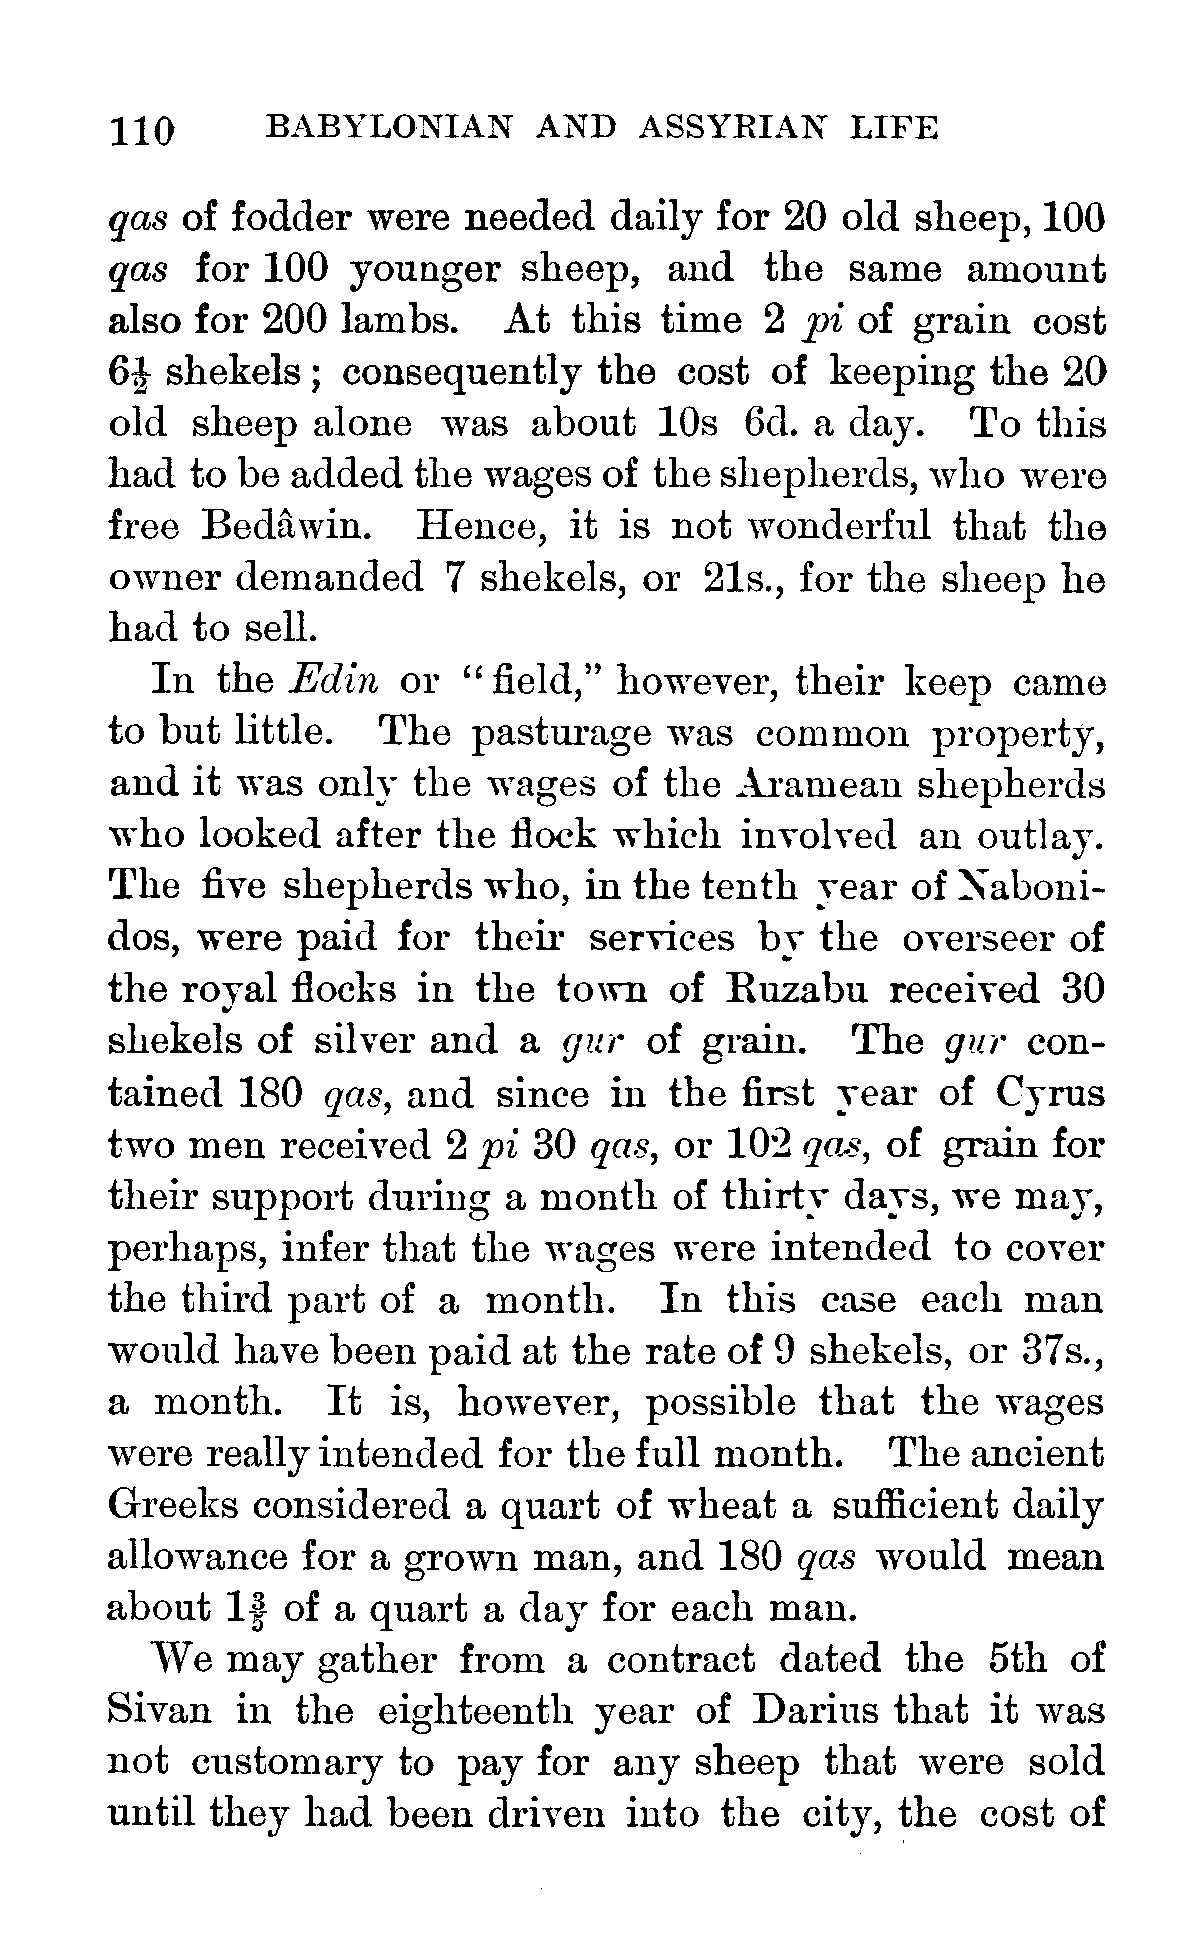 110 BABYLONIAN AND ASSYRIAN LIFE
qas of fodder were needed daily for 20 old sheep, 100
qas for 100 younger sheep, and the same amount
also for 200 lambs. At this time 2 pi of grain cost
6½ shekels; consequently the cost of keeping the 20
old sheep alone was about 10s 6d. a day. To this
had to be added the wages of the shepherds, who were
free Bedâwin. Hence, it is not wonderful that the
owner demanded 7 shekels, or 21s., for the sheep he
had to sell.
In the Edin or "field," however, their keep came
to but little. The pasturage was common property,
and it was only the wages of the Aramean shepherds
who looked after the flock which involved an outlay.
The five shepherds who, in the tenth year of Naboni-
dos, were paid for their services by the overseer of
the royal flocks in the town of Ruzabu received 30
shekels of silver and a gur of grain. The gur con-
tained 180 qas, and since in the first year of Cyrus
two men received 2 pi 30 qas, or 102 qas, of grain for
their support during a month of thirty days, we may,
perhaps, infer that the wages were intended to cover
the third part of a month. In this case each man
would have been paid at the rate of 9 shekels, or 37s.,
a month. It is, however, possible that the wages
were really intended for the full month. The ancient
Greeks considered a quart of wheat a sufficient daily
allowance for a grown man, and 180 qas would mean
about 1⅗ of a quart a day for each man.
We may gather from a contract dated the 5th of
Sivan in the eighteenth year of Darius that it was
not customary to pay for any sheep that were sold
until they had been driven into the city, the cost of